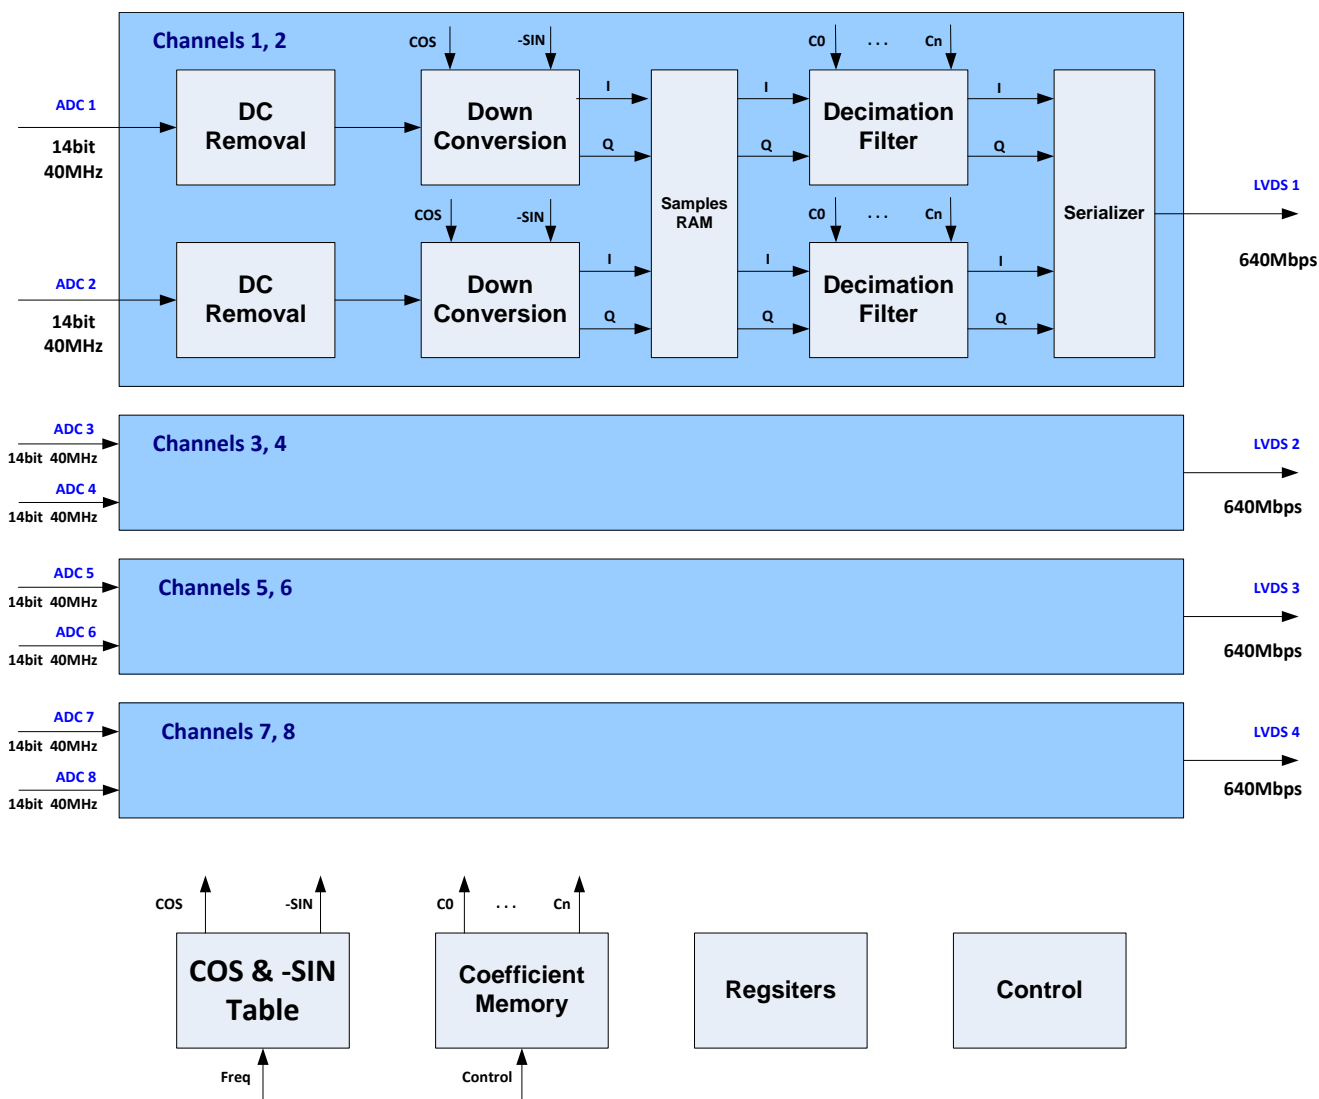 Channels 1, 2
COS
-SIN
C0 . . . Cn
ADC 1
14bit
40MHz
DC
Removal
Down
Conversion
I
Q
I
Q
Decimation
Filter
I
Q
Samples
RAM
Serializer
LVDS 1
640Mbps
COS
-SIN
C0 . . . Cn
ADC 2
14bit
40MHz
DC
Removal
Down
Conversion
I
Q
I
Q
Decimation
Filter
I
Q
ADC 3
14bit 40MHz
ADC 4
14bit 40MHz
Channels 3, 4
LVDS 2
640Mbps
ADC 5
14bit 40MHz
ADC 6
14bit 40MHz
Channels 5, 6
LVDS 3
640Mbps
ADC 7
14bit 40MHz
ADC 8
14bit 40MHz
Channels 7, 8
LVDS 4
640Mbps
COS
-SIN
COS & -SIN
Table
Freq
C0 . . . Cn
Coefficient
Memory
Control
Regsiters
Control